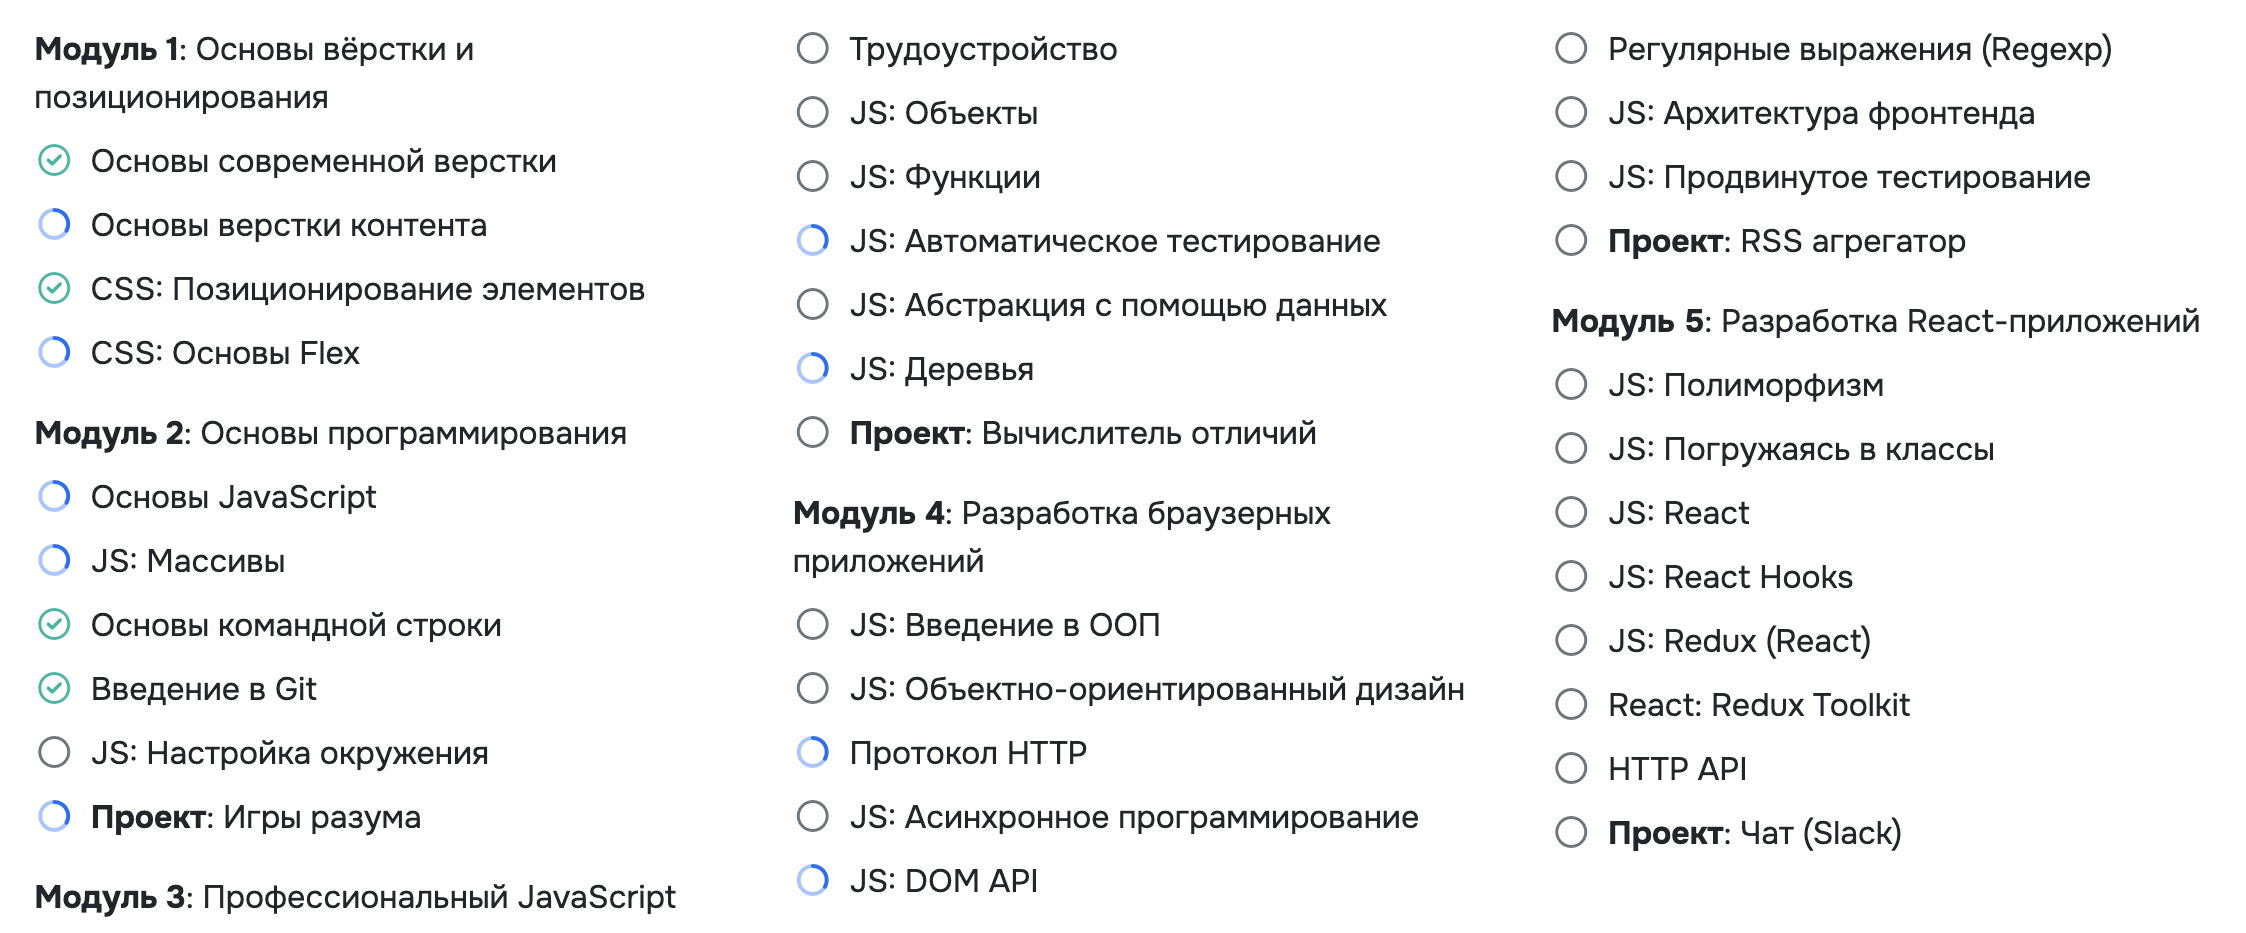 Модуль 1: Основы вёрстки и
позиционирования
Основы современной верстки
Основы верстки контента
CSS: Позиционирование элементов
CSS: Основы Flex
Модуль 2: Основы программирования
Основы JavaScript
JS: Массивы
Основы командной строки
Введение в Git
JS: Настройка окружения
Проект: Игры разума
Модуль 3: Профессиональный JavaScript
Трудоустройство
JS: Объекты
JS: Функции
JS: Автоматическое тестирование
JS: Абстракция с помощью данных
JS: Деревья
Проект: Вычислитель отличий
Модуль 4: Разработка браузерных
приложений
JS: Введение в ООП
JS: Объектно-ориентированный дизайн
Протокол HTTP
JS: Асинхронное программирование
JS: DOM API
Регулярные выражения (Regexp)
JS: Архитектура фронтенда
JS: Продвинутое тестирование
Проект: RSS агрегатор
Модуль 5: Разработка React-приложений
JS: Полиморфизм
JS: Погружаясь в классы
JS: React
JS: React Hooks
JS: Redux (React)
React: Redux Toolkit
HTTP API
Проект: Чат (Slack)